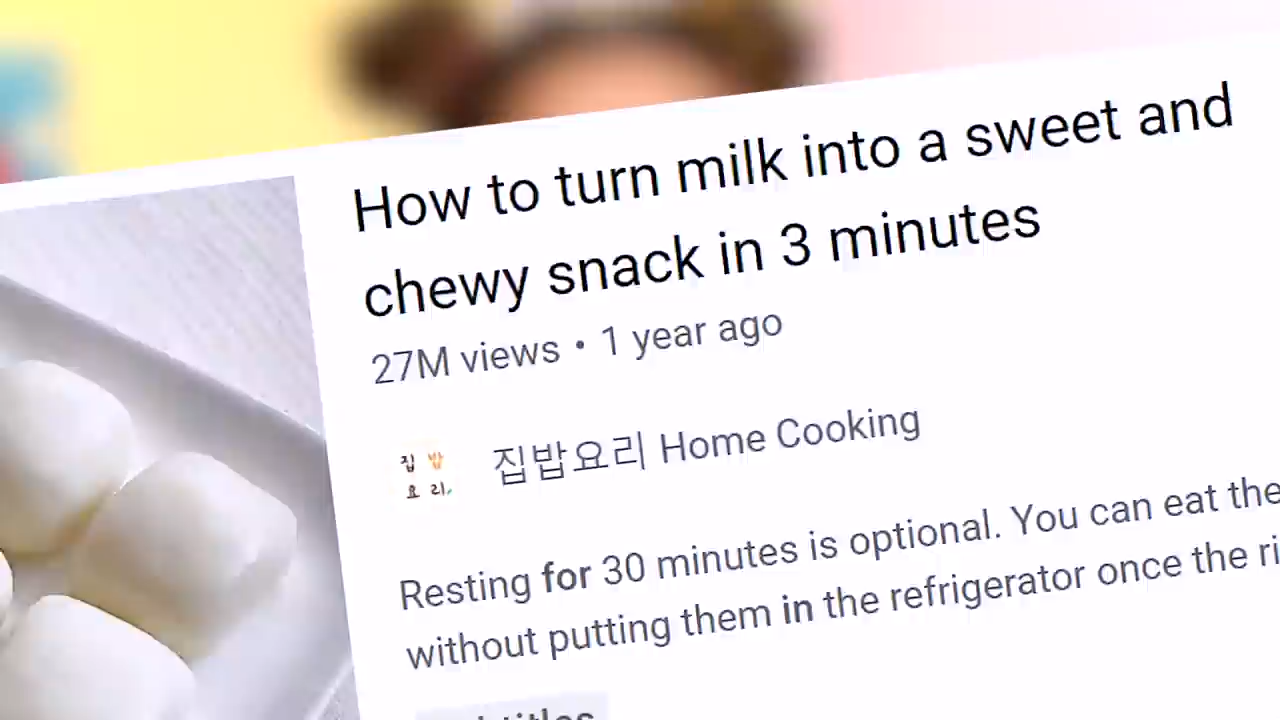 How to turn milk into a sweet and
chewy snack in 3 minutes
27M views • 1 year ago
집밥
요리
집밥요리 Home Cooking
Resting for 30 minutes is optional. You can eat the
without putting them in the refrigerator once the